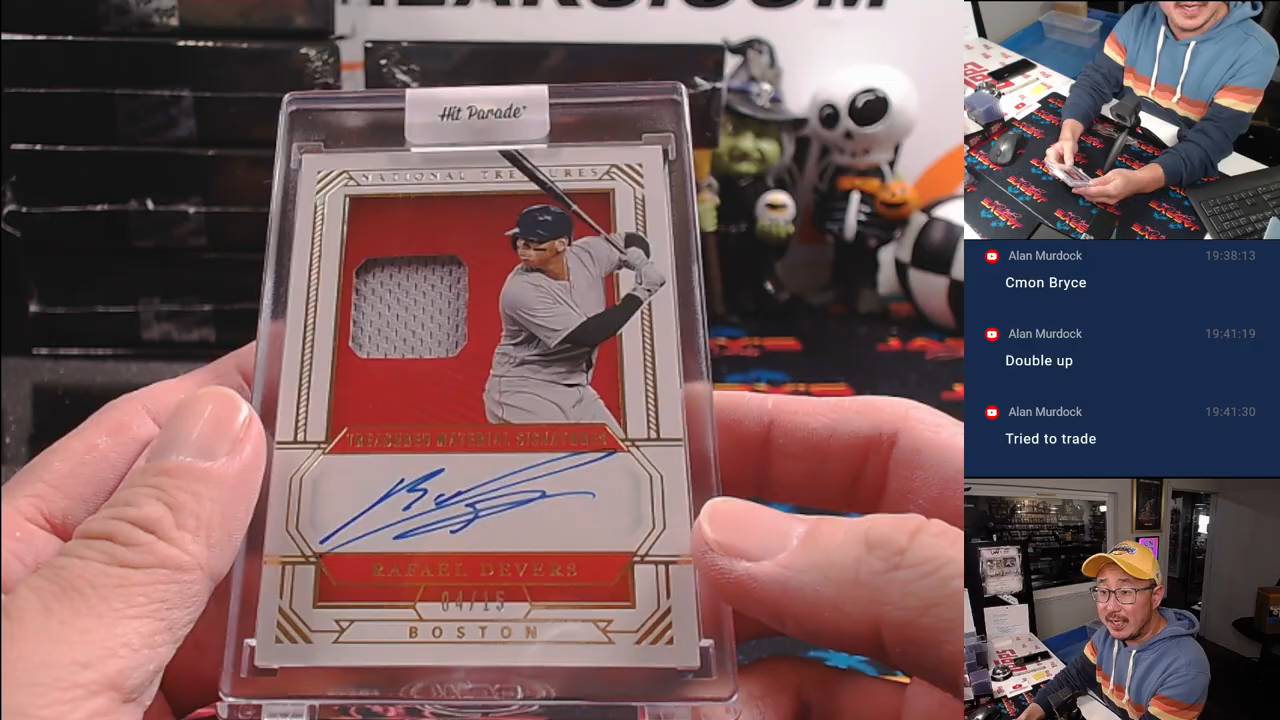 Hit Parade
NATIONAL TREASURES
TREASURED MATERIAL SIGNATURES
RAFAEL DEVERS
04/15
BOSTON
Alan Murdock 19:38:13
Cmon Bryce
Alan Murdock 19:41:19
Double up
Alan Murdock 19:41:30
Tried to trade